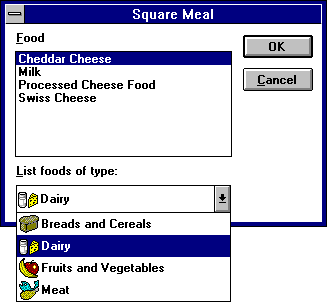 Square Meal
Food
Cheddar Cheese
Milk
Processed Cheese Food
Swiss Cheese
OK
Cancel
List foods of type:
Dairy
Breads and Cereals
Dairy
Fruits and Vegetables
Meat